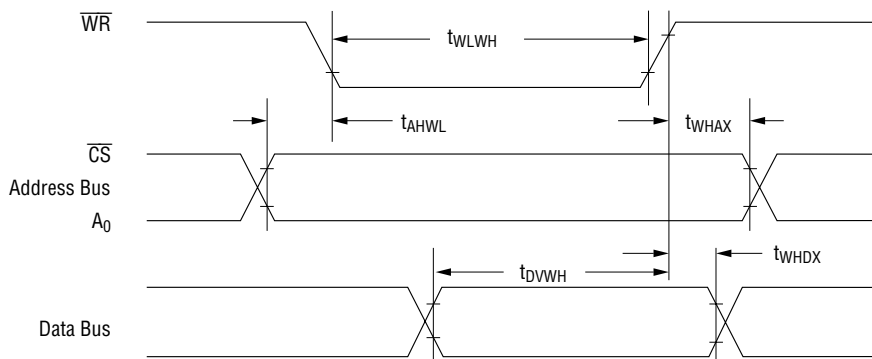 WR
tWLWH
tAHWL
tWHAX
CS
Address Bus
A0
tWHDX
tDVWH
Data Bus